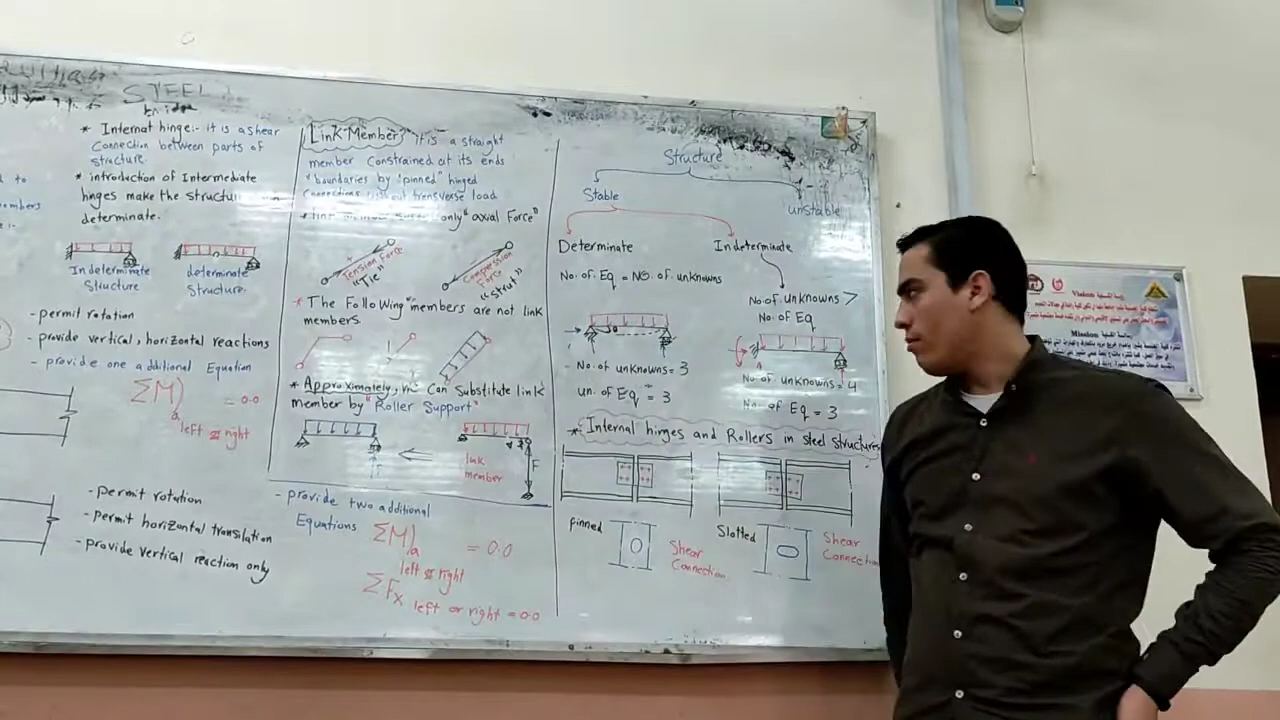 STEEL
bridge
* Internal hinge:- it is a shear
connection between parts of
structure.
* introduction of Intermediate
hnges make the structu
determinate.
Indeterminate
Structure
determinate
Structure.
-permit rotation
-provide vertical, horizontal reactions
-provide one additional Equation
ΣM)a left or right = 0.0
-permit rotation
-permit horizontal translation
-provide vertical reaction only
Link Member: it is a straight
member Constrained at its ends
boundaries by "pinned" hinged
Connections without transverse load
only "axial Force"
Tension Force
"Tie"
Compression
Force
"strut"
* The Following members are not link
members.
* Approximately, we Can Substitute link
member by "Roller Support"
link
member
F
- provide two additional
Equations
ΣM)a left or right = 0.0
ΣFx left or right = 0.0
Structure
Stable
unstable
Determinate
Indeterminate
No. of Eq = NO. of unknowns
No. of unknowns >
No. of Eq
- No. of unknowns = 3
un. of Eq = 3
No. of unknowns = 4
No. of Eq = 3
* Internal hinges and Rollers in steel structures
pinned
Shear
Connection
Slotted
Shear
Connection
Vision
Mission